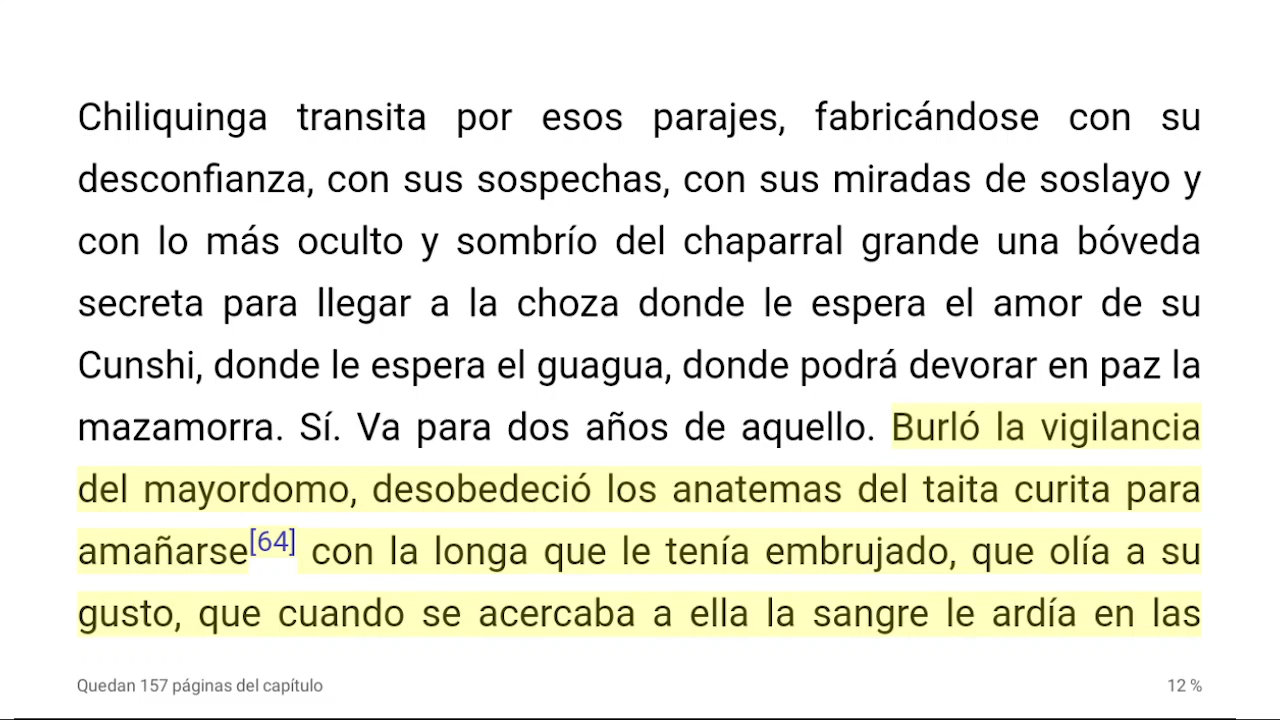 Chiliquinga transita por esos parajes, fabricándose con su
desconfianza, con sus sospechas, con sus miradas de soslayo y
con lo más oculto y sombrío del chaparral grande una bóveda
secreta para llegar a la choza donde le espera el amor de su
Cunshi, donde le espera el guagua, donde podrá devorar en paz la
mazamorra. Sí. Va para dos años de aquello. Burló la vigilancia
del mayordomo, desobedeció los anatemas del taita curita para
amañarse[64] con la longa que le tenía embrujado, que olía a su
gusto, que cuando se acercaba a ella la sangre le ardía en las
Quedan 157 páginas del capítulo 12 %